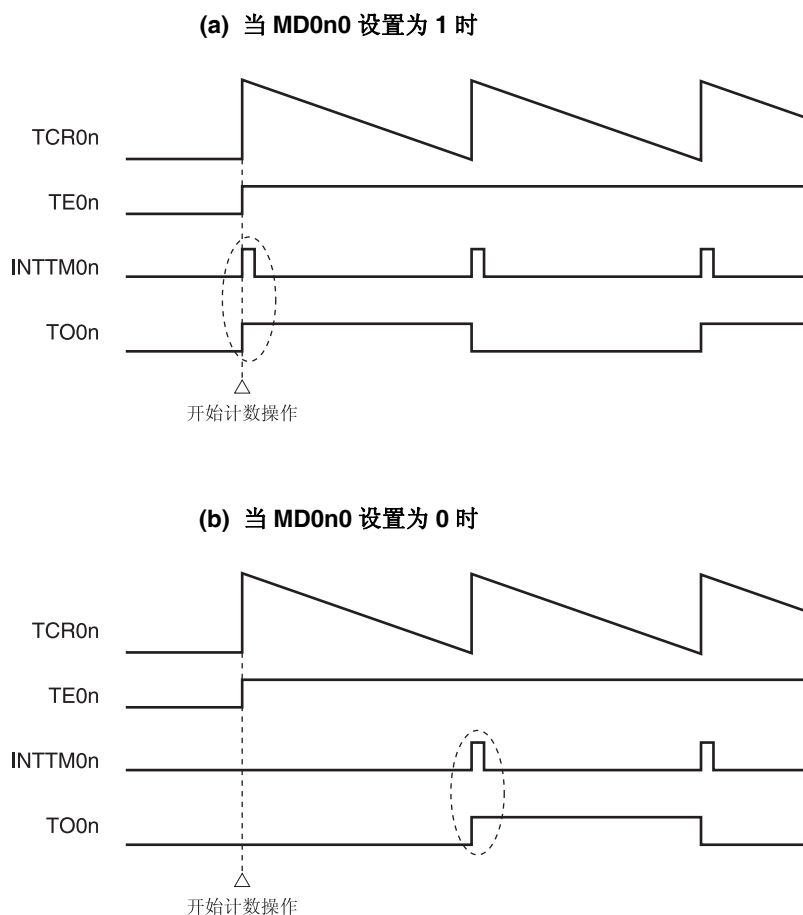 (a) 当 MD0n0 设置为 1 时
TCR0n
TE0n
INTTM0n
TO0n
开始计数操作
(b) 当 MD0n0 设置为 0 时
TCR0n
TE0n
INTTM0n
TO0n
开始计数操作